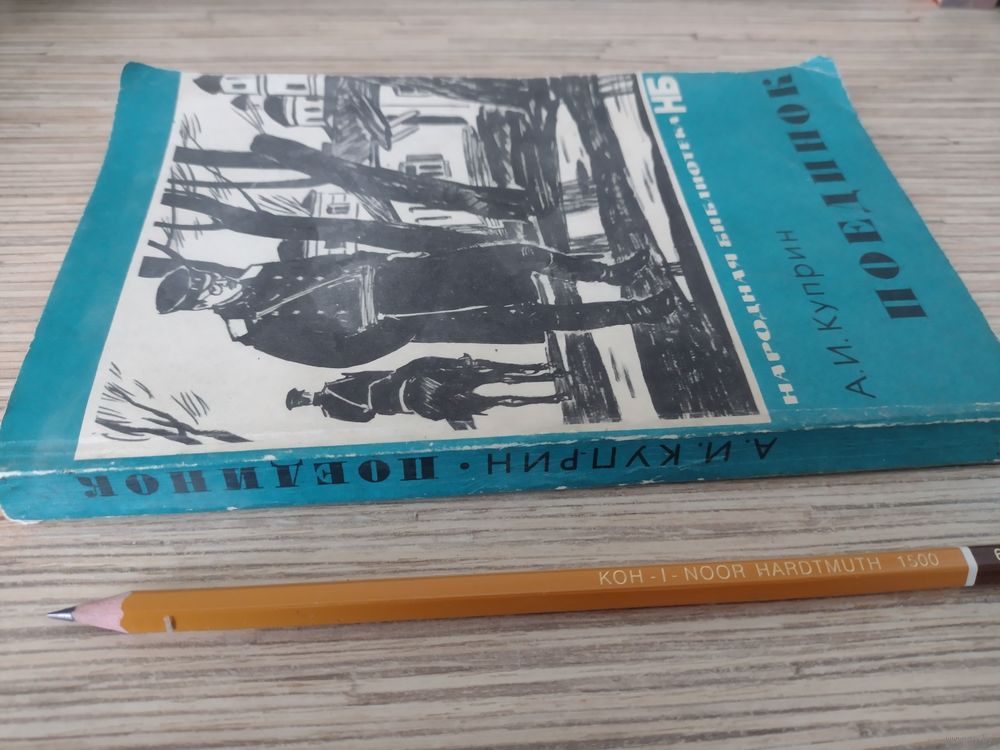 НБ
НАРОДНАЯ БИБЛИОТЕКА
А. И. Куприн
ПОЕДИНОК
А. И. КУПРИН • ПОЕДИНОК
KOH-I-NOOR HARDTMUTH 1500